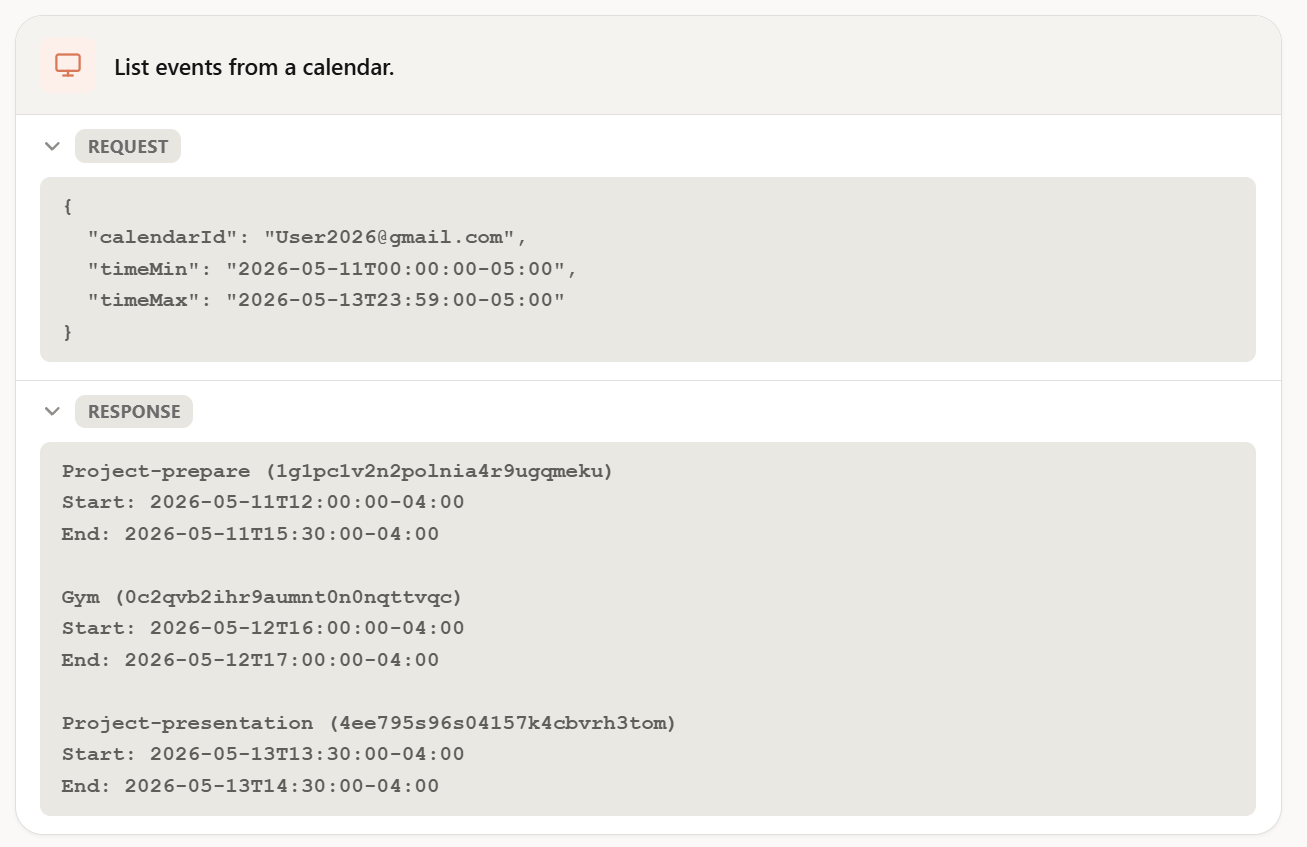 List events from a calendar.
REQUEST
{
"calendarId": "User2026@gmail.com",
"timeMin": "2026-05-11T00:00:00-05:00",
"timeMax": "2026-05-13T23:59:00-05:00"
}
RESPONSE
Project-prepare (1g1pc1v2n2polnia4r9ugqmeku)
Start: 2026-05-11T12:00:00-04:00
End: 2026-05-11T15:30:00-04:00
Gym (0c2qvb2ihr9aumnt0n0nqttvqc)
Start: 2026-05-12T16:00:00-04:00
End: 2026-05-12T17:00:00-04:00
Project-presentation (4ee795s96s04157k4cbvrh3tom)
Start: 2026-05-13T13:30:00-04:00
End: 2026-05-13T14:30:00-04:00